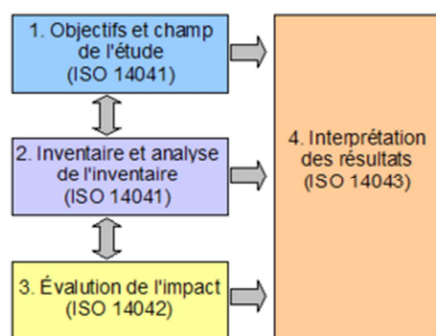 1. Objectifs et champ
de l'étude
(ISO 14041)
2. Inventaire et analyse
de l'inventaire
(ISO 14041)
3. Évaluation de l'impact
(ISO 14042)
4. Interprétation
des résultats
(ISO 14043)